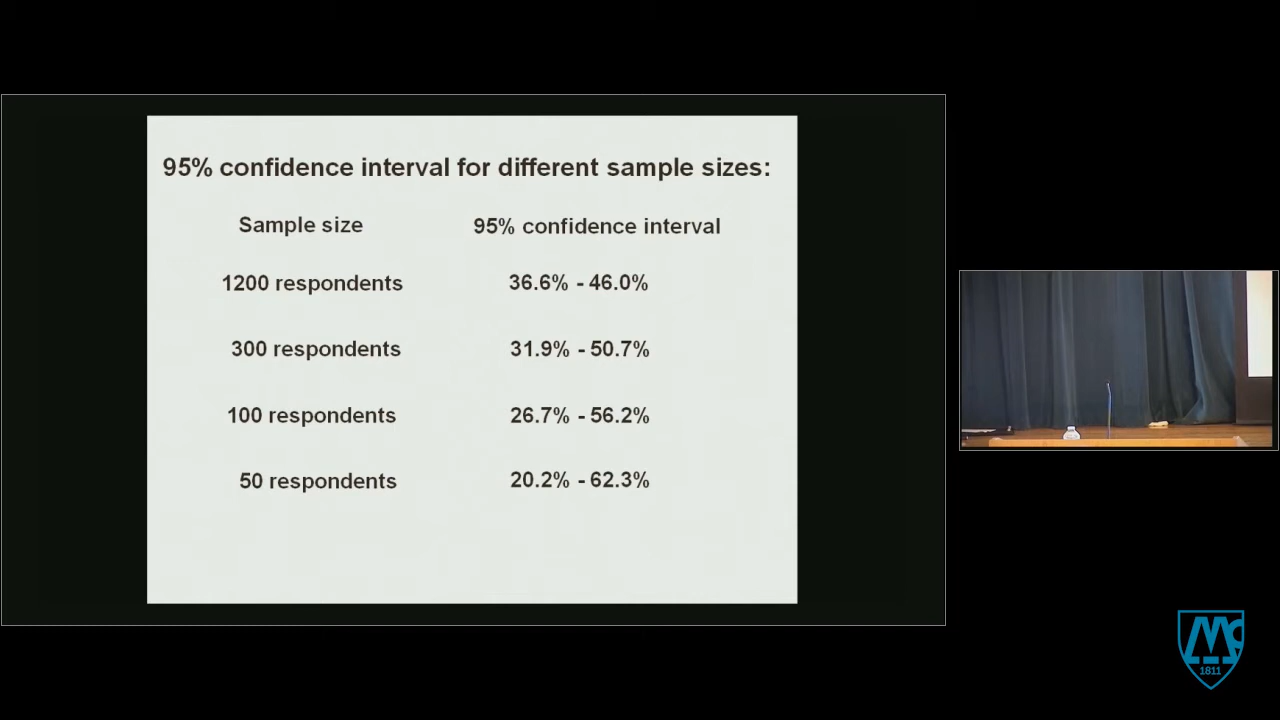 95% confidence interval for different sample sizes:
Sample size 95% confidence interval
1200 respondents 36.6% - 46.0%
300 respondents 31.9% - 50.7%
100 respondents 26.7% - 56.2%
50 respondents 20.2% - 62.3%
1811